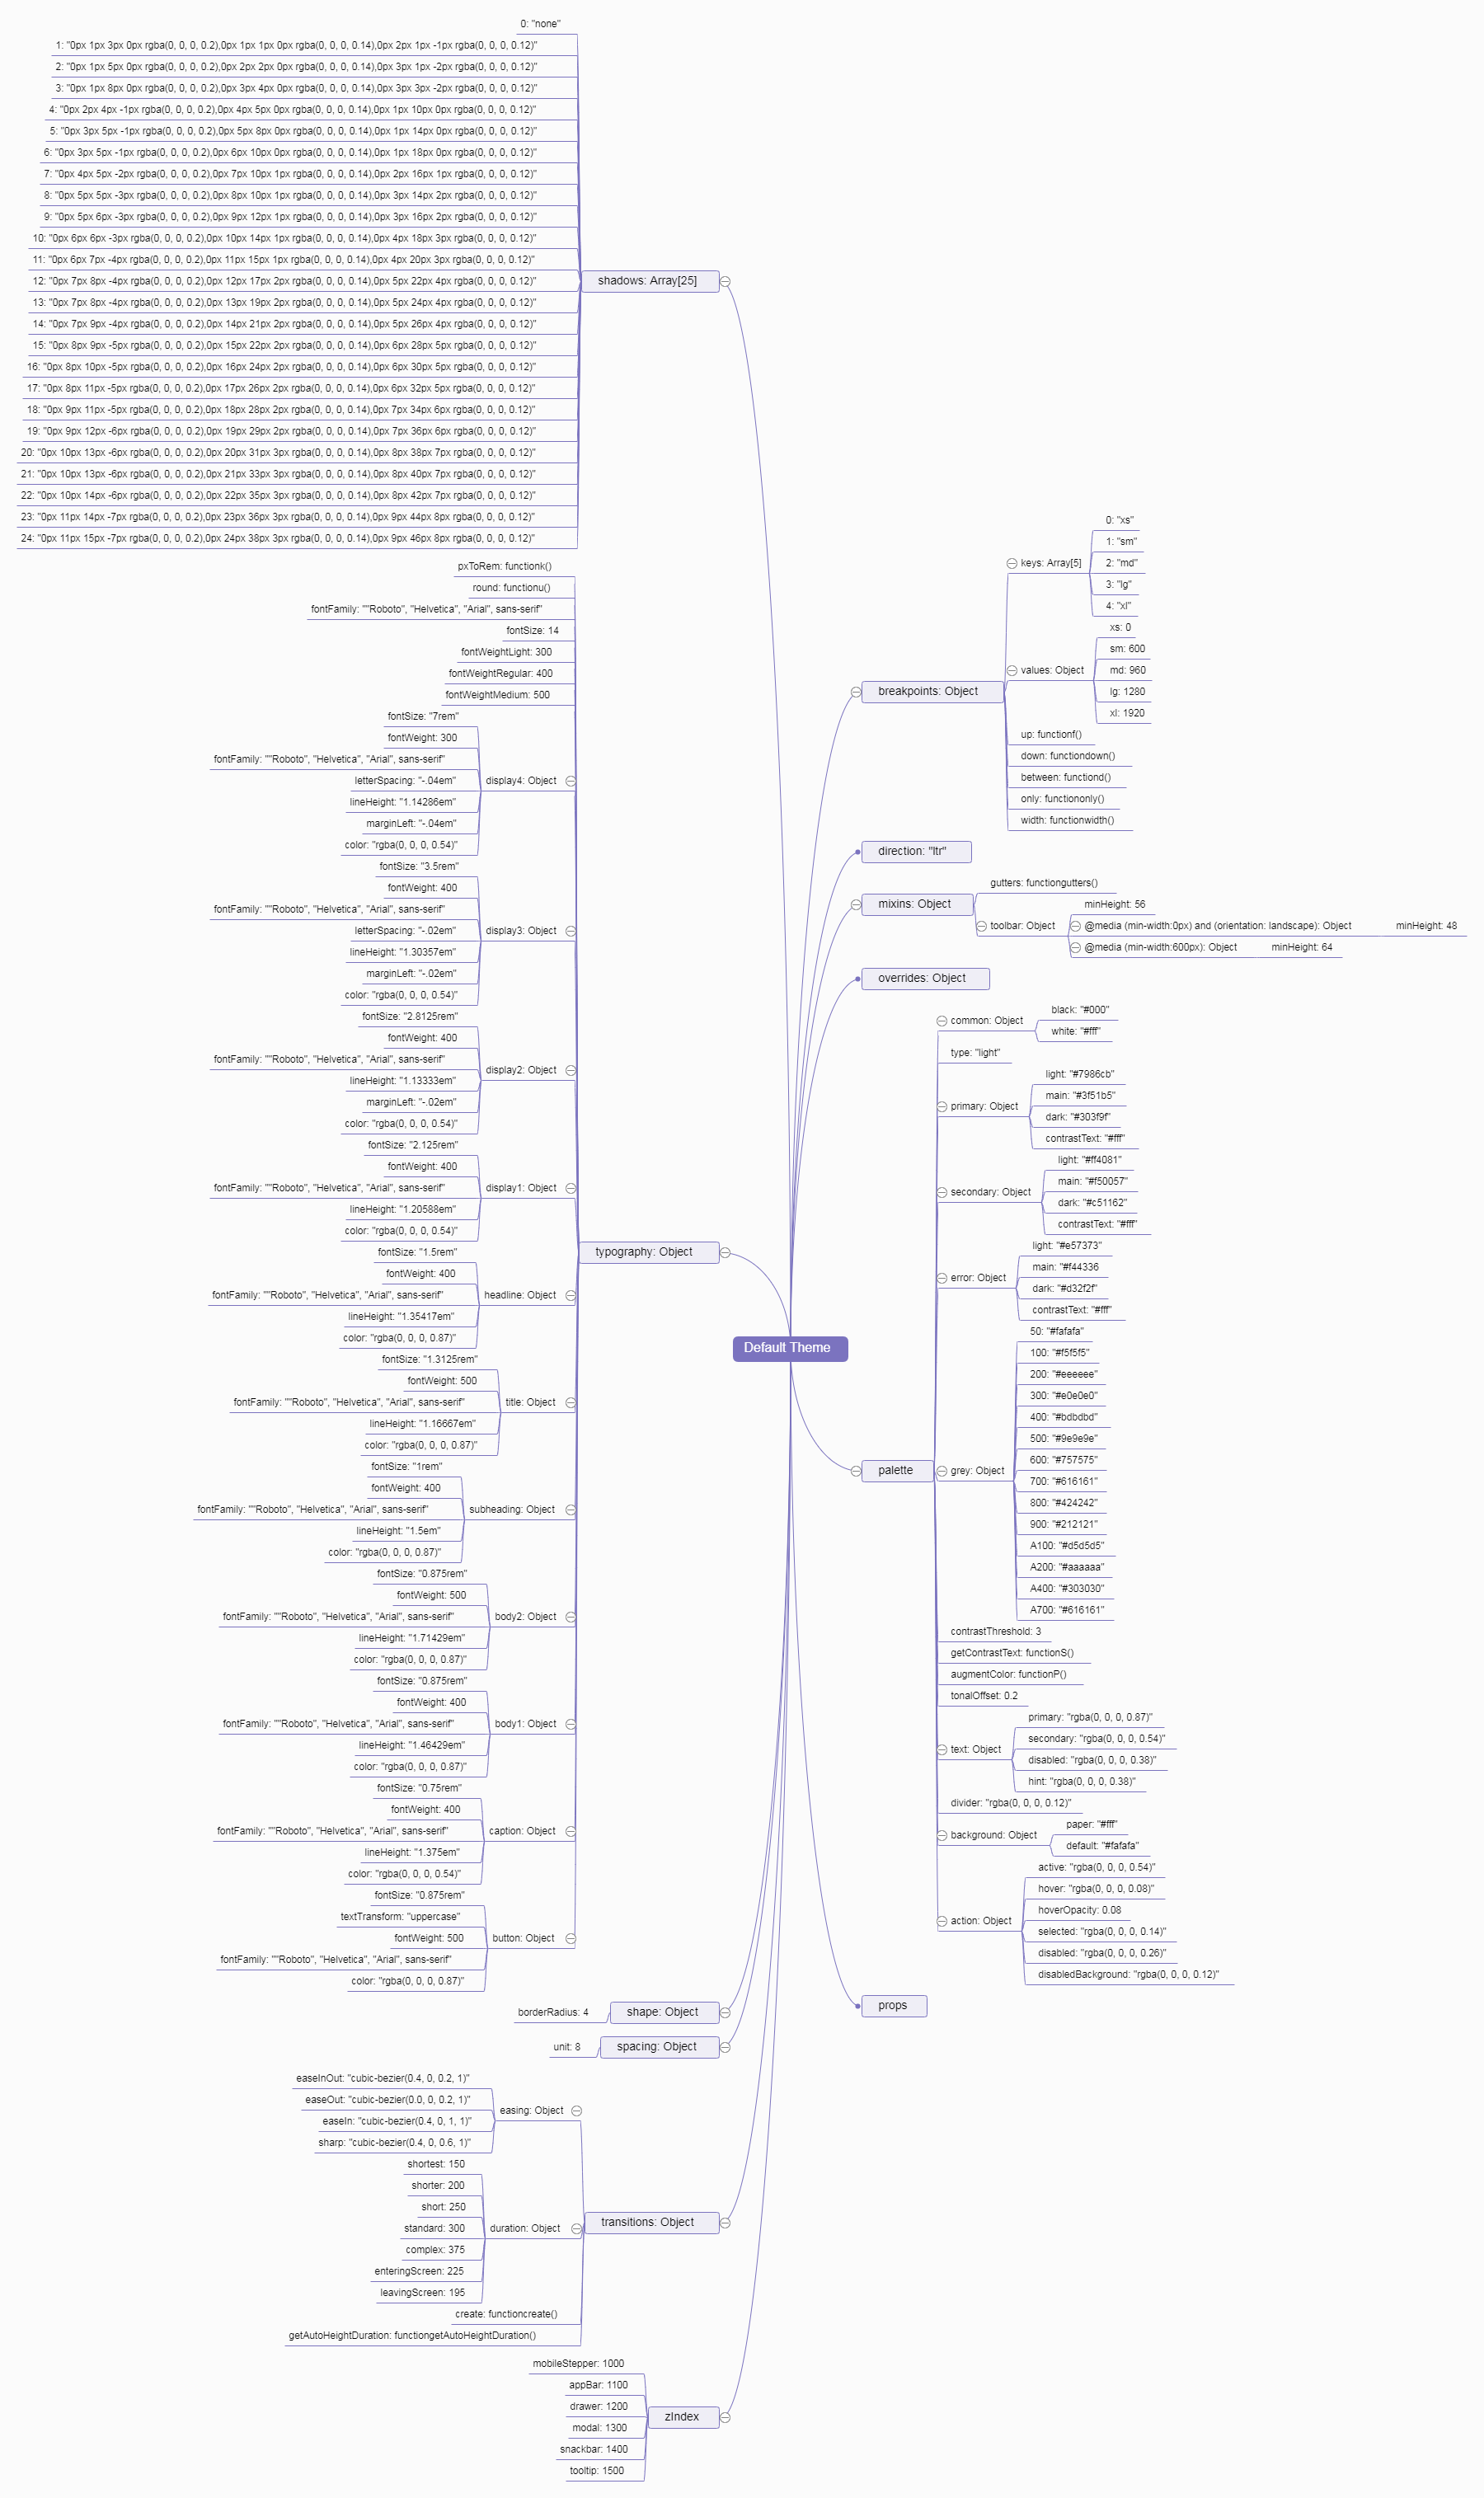 0: "none"
1: "0px 1px 3px 0px rgba(0, 0, 0, 0.2),0px 1px 1px 0px rgba(0, 0, 0, 0.14),0px 2px 1px -1px rgba(0, 0, 0, 0.12)"
2: "0px 1px 5px 0px rgba(0, 0, 0, 0.2),0px 2px 2px 0px rgba(0, 0, 0, 0.14),0px 3px 1px -2px rgba(0, 0, 0, 0.12)"
3: "0px 1px 8px 0px rgba(0, 0, 0, 0.2),0px 3px 4px 0px rgba(0, 0, 0, 0.14),0px 3px 3px -2px rgba(0, 0, 0, 0.12)"
4: "0px 2px 4px -1px rgba(0, 0, 0, 0.2),0px 4px 5px 0px rgba(0, 0, 0, 0.14),0px 1px 10px 0px rgba(0, 0, 0, 0.12)"
5: "0px 3px 5px -1px rgba(0, 0, 0, 0.2),0px 5px 8px 0px rgba(0, 0, 0, 0.14),0px 1px 14px 0px rgba(0, 0, 0, 0.12)"
6: "0px 3px 5px -1px rgba(0, 0, 0, 0.2),0px 6px 10px 0px rgba(0, 0, 0, 0.14),0px 1px 18px 0px rgba(0, 0, 0, 0.12)"
7: "0px 4px 5px -2px rgba(0, 0, 0, 0.2),0px 7px 10px 1px rgba(0, 0, 0, 0.14),0px 2px 16px 1px rgba(0, 0, 0, 0.12)"
8: "0px 5px 5px -3px rgba(0, 0, 0, 0.2),0px 8px 10px 1px rgba(0, 0, 0, 0.14),0px 3px 14px 2px rgba(0, 0, 0, 0.12)"
9: "0px 5px 6px -3px rgba(0, 0, 0, 0.2),0px 9px 12px 1px rgba(0, 0, 0, 0.14),0px 3px 16px 2px rgba(0, 0, 0, 0.12)"
10: "0px 6px 6px -3px rgba(0, 0, 0, 0.2),0px 10px 14px 1px rgba(0, 0, 0, 0.14),0px 4px 18px 3px rgba(0, 0, 0, 0.12)"
11: "0px 6px 7px -4px rgba(0, 0, 0, 0.2),0px 11px 15px 1px rgba(0, 0, 0, 0.14),0px 4px 20px 3px rgba(0, 0, 0, 0.12)"
12: "0px 7px 8px -4px rgba(0, 0, 0, 0.2),0px 12px 17px 2px rgba(0, 0, 0, 0.14),0px 5px 22px 4px rgba(0, 0, 0, 0.12)"
13: "0px 7px 8px -4px rgba(0, 0, 0, 0.2),0px 13px 19px 2px rgba(0, 0, 0, 0.14),0px 5px 24px 4px rgba(0, 0, 0, 0.12)"
14: "0px 7px 9px -4px rgba(0, 0, 0, 0.2),0px 14px 21px 2px rgba(0, 0, 0, 0.14),0px 5px 26px 4px rgba(0, 0, 0, 0.12)"
15: "0px 8px 9px -5px rgba(0, 0, 0, 0.2),0px 15px 22px 2px rgba(0, 0, 0, 0.14),0px 6px 28px 5px rgba(0, 0, 0, 0.12)"
16: "0px 8px 10px -5px rgba(0, 0, 0, 0.2),0px 16px 24px 2px rgba(0, 0, 0, 0.14),0px 6px 30px 5px rgba(0, 0, 0, 0.12)"
17: "0px 8px 11px -5px rgba(0, 0, 0, 0.2),0px 17px 26px 2px rgba(0, 0, 0, 0.14),0px 6px 32px 5px rgba(0, 0, 0, 0.12)"
18: "0px 9px 11px -5px rgba(0, 0, 0, 0.2),0px 18px 28px 2px rgba(0, 0, 0, 0.14),0px 7px 34px 6px rgba(0, 0, 0, 0.12)"
19: "0px 9px 12px -6px rgba(0, 0, 0, 0.2),0px 19px 29px 2px rgba(0, 0, 0, 0.14),0px 7px 36px 6px rgba(0, 0, 0, 0.12)"
20: "0px 10px 13px -6px rgba(0, 0, 0, 0.2),0px 20px 31px 3px rgba(0, 0, 0, 0.14),0px 8px 38px 7px rgba(0, 0, 0, 0.12)"
21: "0px 10px 13px -6px rgba(0, 0, 0, 0.2),0px 21px 33px 3px rgba(0, 0, 0, 0.14),0px 8px 40px 7px rgba(0, 0, 0, 0.12)"
22: "0px 10px 14px -6px rgba(0, 0, 0, 0.2),0px 22px 35px 3px rgba(0, 0, 0, 0.14),0px 8px 42px 7px rgba(0, 0, 0, 0.12)"
23: "0px 11px 14px -7px rgba(0, 0, 0, 0.2),0px 23px 36px 3px rgba(0, 0, 0, 0.14),0px 9px 44px 8px rgba(0, 0, 0, 0.12)"
24: "0px 11px 15px -7px rgba(0, 0, 0, 0.2),0px 24px 38px 3px rgba(0, 0, 0, 0.14),0px 9px 46px 8px rgba(0, 0, 0, 0.12)"
shadows: Array[25]
pxToRem: functionk()
round: functionu()
fontFamily: ""Roboto", "Helvetica", "Arial", sans-serif"
fontSize: 14
fontWeightLight: 300
fontWeightRegular: 400
fontWeightMedium: 500
fontSize: "7rem"
fontWeight: 300
fontFamily: ""Roboto", "Helvetica", "Arial", sans-serif"
letterSpacing: "-.04em"
lineHeight: "1.14286em"
marginLeft: "-.04em"
color: "rgba(0, 0, 0, 0.54)"
display4: Object
fontSize: "3.5rem"
fontWeight: 400
fontFamily: ""Roboto", "Helvetica", "Arial", sans-serif"
letterSpacing: "-.02em"
lineHeight: "1.30357em"
marginLeft: "-.02em"
color: "rgba(0, 0, 0, 0.54)"
display3: Object
fontSize: "2.8125rem"
fontWeight: 400
fontFamily: ""Roboto", "Helvetica", "Arial", sans-serif"
lineHeight: "1.13333em"
marginLeft: "-.02em"
color: "rgba(0, 0, 0, 0.54)"
display2: Object
fontSize: "2.125rem"
fontWeight: 400
fontFamily: ""Roboto", "Helvetica", "Arial", sans-serif"
lineHeight: "1.20588em"
color: "rgba(0, 0, 0, 0.54)"
display1: Object
fontSize: "1.5rem"
fontWeight: 400
fontFamily: ""Roboto", "Helvetica", "Arial", sans-serif"
lineHeight: "1.35417em"
color: "rgba(0, 0, 0, 0.87)"
headline: Object
fontSize: "1.3125rem"
fontWeight: 500
fontFamily: ""Roboto", "Helvetica", "Arial", sans-serif"
lineHeight: "1.16667em"
color: "rgba(0, 0, 0, 0.87)"
title: Object
fontSize: "1rem"
fontWeight: 400
fontFamily: ""Roboto", "Helvetica", "Arial", sans-serif"
lineHeight: "1.5em"
color: "rgba(0, 0, 0, 0.87)"
subheading: Object
fontSize: "0.875rem"
fontWeight: 500
fontFamily: ""Roboto", "Helvetica", "Arial", sans-serif"
lineHeight: "1.71429em"
color: "rgba(0, 0, 0, 0.87)"
body2: Object
fontSize: "0.875rem"
fontWeight: 400
fontFamily: ""Roboto", "Helvetica", "Arial", sans-serif"
lineHeight: "1.46429em"
color: "rgba(0, 0, 0, 0.87)"
body1: Object
fontSize: "0.75rem"
fontWeight: 400
fontFamily: ""Roboto", "Helvetica", "Arial", sans-serif"
lineHeight: "1.375em"
color: "rgba(0, 0, 0, 0.54)"
caption: Object
fontSize: "0.875rem"
textTransform: "uppercase"
fontWeight: 500
fontFamily: ""Roboto", "Helvetica", "Arial", sans-serif"
color: "rgba(0, 0, 0, 0.87)"
button: Object
typography: Object
borderRadius: 4
shape: Object
unit: 8
spacing: Object
easeInOut: "cubic-bezier(0.4, 0, 0.2, 1)"
easeOut: "cubic-bezier(0.0, 0, 0.2, 1)"
easeIn: "cubic-bezier(0.4, 0, 1, 1)"
sharp: "cubic-bezier(0.4, 0, 0.6, 1)"
easing: Object
shortest: 150
shorter: 200
short: 250
standard: 300
complex: 375
enteringScreen: 225
leavingScreen: 195
duration: Object
create: functioncreate()
getAutoHeightDuration: functiongetAutoHeightDuration()
transitions: Object
mobileStepper: 1000
appBar: 1100
drawer: 1200
modal: 1300
snackbar: 1400
tooltip: 1500
zIndex
Default Theme
breakpoints: Object
keys: Array[5]
0: "xs"
1: "sm"
2: "md"
3: "lg"
4: "xl"
values: Object
xs: 0
sm: 600
md: 960
lg: 1280
xl: 1920
up: functionf()
down: functiondown()
between: functiond()
only: functiononly()
width: functionwidth()
direction: "ltr"
mixins: Object
gutters: functiongutters()
toolbar: Object
minHeight: 56
@media (min-width:0px) and (orientation: landscape): Object
minHeight: 48
@media (min-width:600px): Object
minHeight: 64
overrides: Object
palette
common: Object
black: "#000"
white: "#fff"
type: "light"
primary: Object
light: "#7986cb"
main: "#3f51b5"
dark: "#303f9f"
contrastText: "#fff"
secondary: Object
light: "#ff4081"
main: "#f50057"
dark: "#c51162"
contrastText: "#fff"
error: Object
light: "#e57373"
main: "#f44336
dark: "#d32f2f"
contrastText: "#fff"
grey: Object
50: "#fafafa"
100: "#f5f5f5"
200: "#eeeeee"
300: "#e0e0e0"
400: "#bdbdbd"
500: "#9e9e9e"
600: "#757575"
700: "#616161"
800: "#424242"
900: "#212121"
A100: "#d5d5d5"
A200: "#aaaaaa"
A400: "#303030"
A700: "#616161"
contrastThreshold: 3
getContrastText: functionS()
augmentColor: functionP()
tonalOffset: 0.2
text: Object
primary: "rgba(0, 0, 0, 0.87)"
secondary: "rgba(0, 0, 0, 0.54)"
disabled: "rgba(0, 0, 0, 0.38)"
hint: "rgba(0, 0, 0, 0.38)"
divider: "rgba(0, 0, 0, 0.12)"
background: Object
paper: "#fff"
default: "#fafafa"
action: Object
active: "rgba(0, 0, 0, 0.54)"
hover: "rgba(0, 0, 0, 0.08)"
hoverOpacity: 0.08
selected: "rgba(0, 0, 0, 0.14)"
disabled: "rgba(0, 0, 0, 0.26)"
disabledBackground: "rgba(0, 0, 0, 0.12)"
props